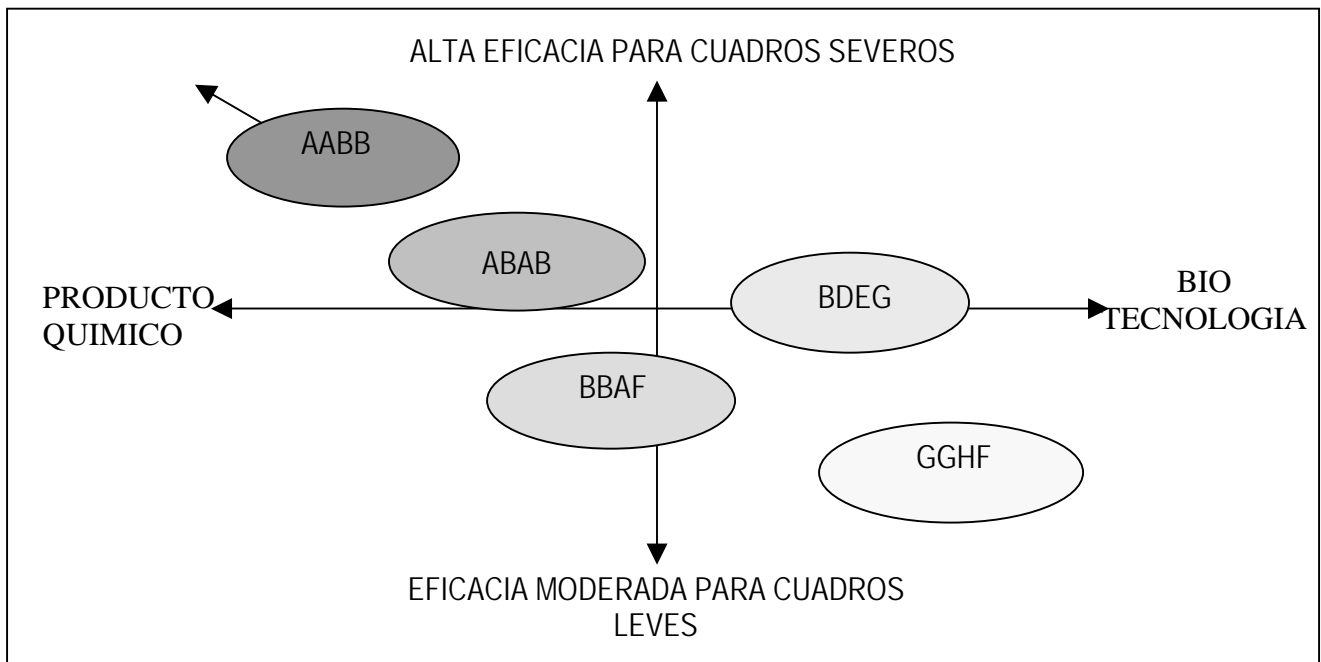 ALTA EFICACIA PARA CUADROS SEVEROS
AABB
ABAB
PRODUCTO
QUIMICO
BDEG
BIO
TECNOLOGIA
BBAF
GGHF
EFICACIA MODERADA PARA CUADROS
LEVES